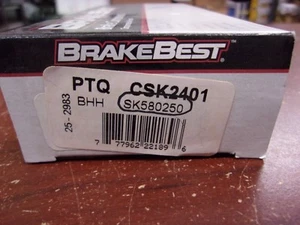 BRAKEBEST
PTQ CSK2401
BHH SK580250
25-2983
7 77962 22189 6